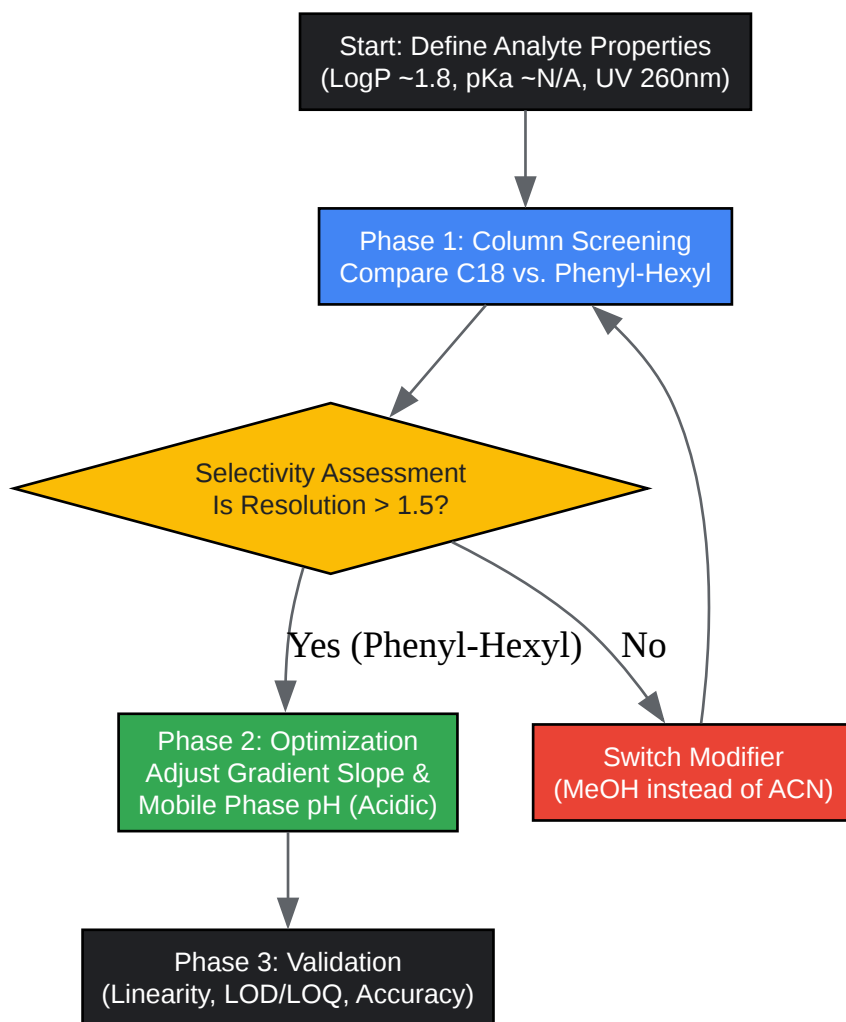 Start: Define Analyte Properties
(LogP ~1.8, pKa ~N/A, UV 260nm)
Phase 1: Column Screening
Compare C18 vs. Phenyl-Hexyl
Selectivity Assessment
Is Resolution > 1.5?
Yes (Phenyl-Hexyl)
No
Phase 2: Optimization
Adjust Gradient Slope &
Mobile Phase pH (Acidic)
Switch Modifier
(MeOH instead of ACN)
Phase 3: Validation
(Linearity, LOD/LOQ, Accuracy)